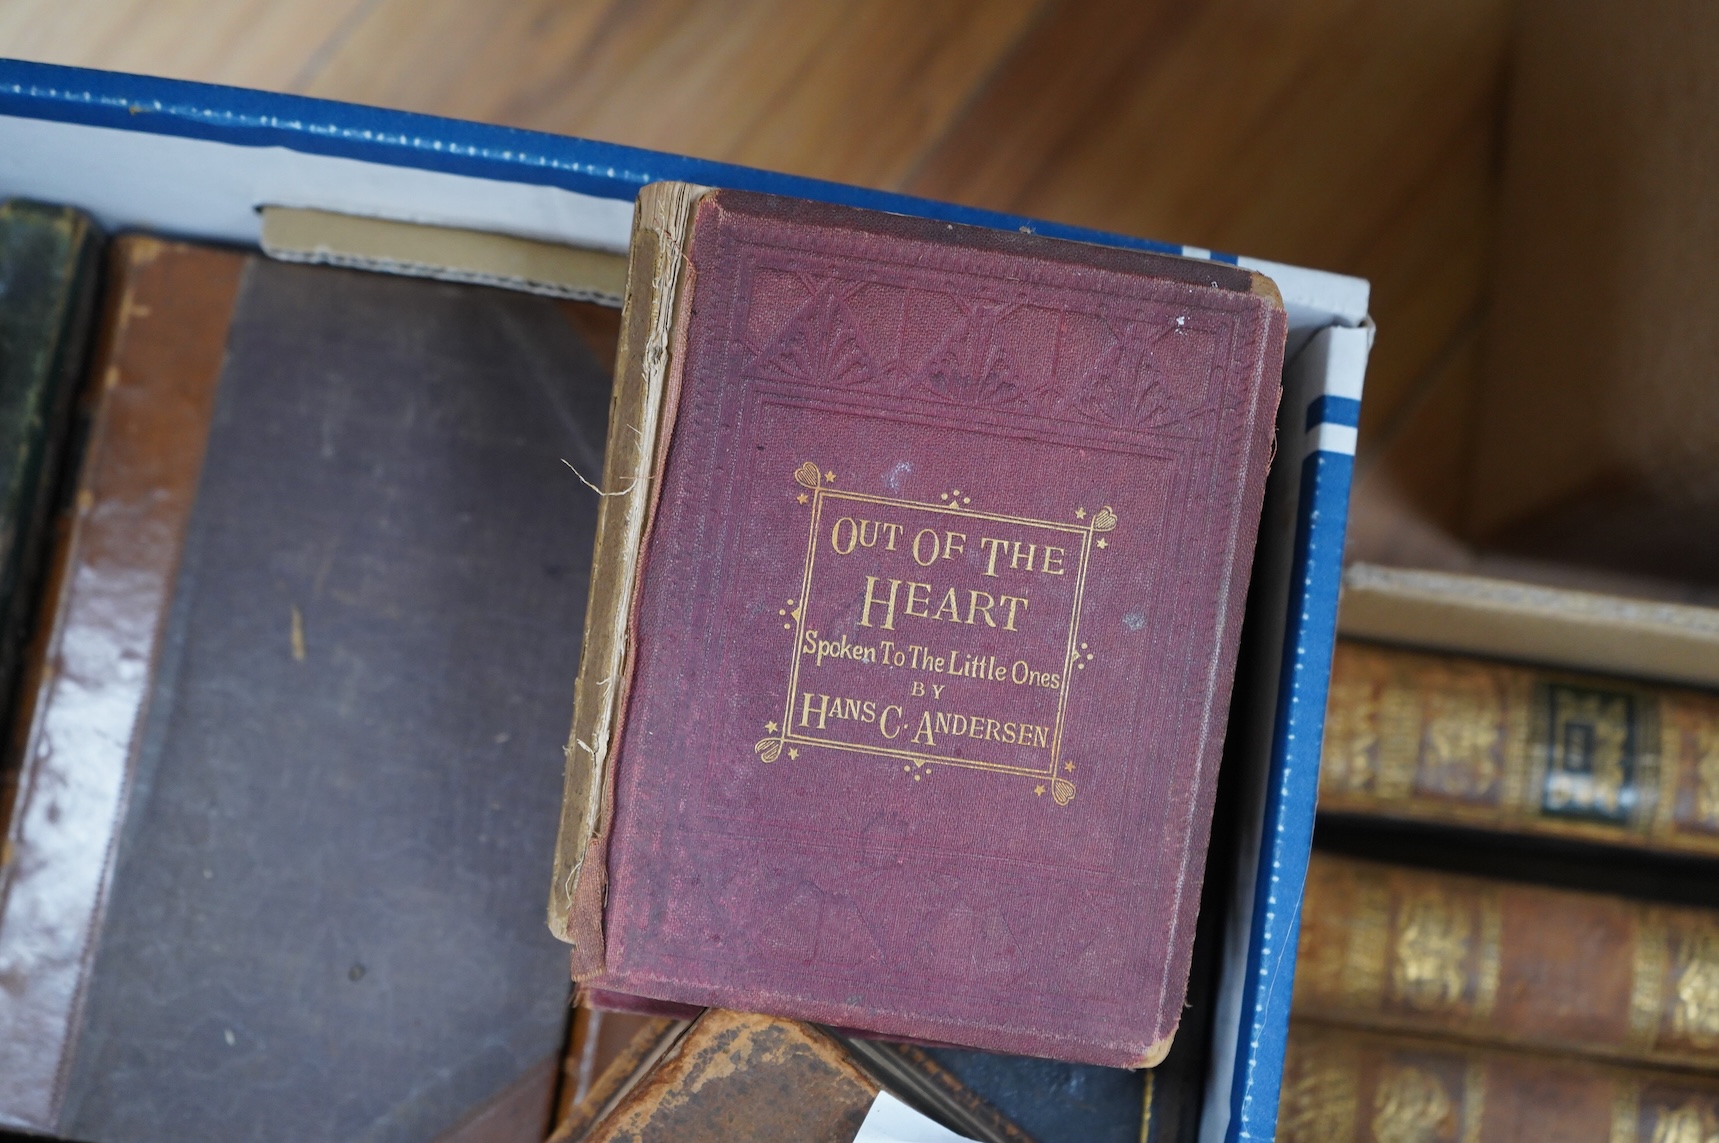 OUT OF THE
HEART
Spoken To The Little Ones
BY
HANS C. ANDERSEN